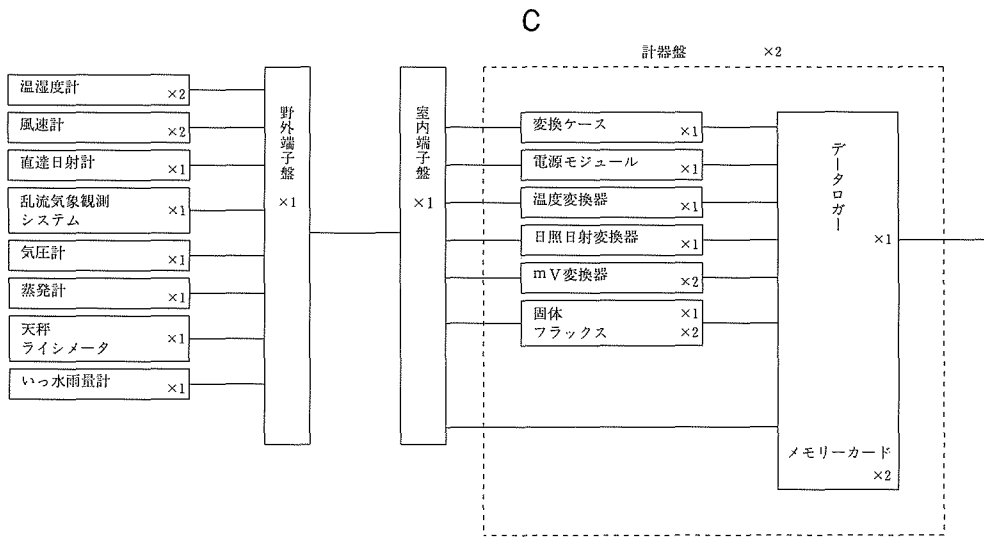 C
計器盤 ×2
温湿度計 ×2
風速計 ×2
直達日射計 ×1
乱流気象観測
システム ×1
気圧計 ×1
蒸発計 ×1
天秤
ライシメータ ×1
いっ水雨量計 ×1
野外端子盤
×1
室内端子盤
×1
変換ケース ×1
電源モジュール ×1
温度変換器 ×1
日照日射変換器 ×1
mV変換器 ×2
固体 ×1
フラックス ×2
データロガー
×1
メモリーカード
×2